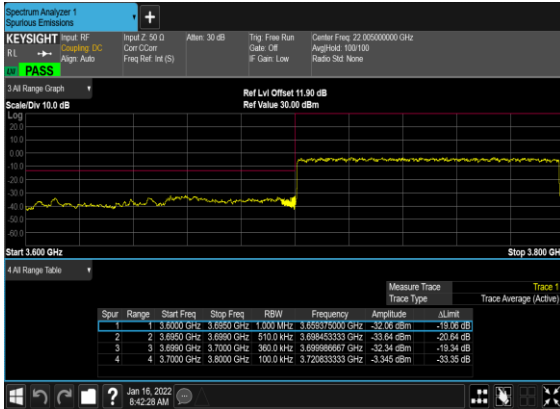 Spectrum Analyzer 1
Spurious Emissions
+
KEYSIGHT
Input: RF
Input Z: 50 Ω
Atten: 30 dB
Trig: Free Run
Center Freq: 22.005000000 GHz
RL
Coupling: DC
Corr CCorr
Gate: Off
Avg|Hold: 100/100
Align: Auto
Freq Ref: Int (S)
IF Gain: Low
Radio Std: None
PASS
3 All Range Graph
Ref Lvl Offset 11.90 dB
Scale/Div 10.0 dB
Ref Value 30.00 dBm
Log
20.0
10.0
0.00
-10.0
-20.0
-30.0
-40.0
-50.0
-60.0
Start 3.600 GHz
Stop 3.800 GH
4 All Range Table
Measure Trace Trace 1
Trace Type Trace Average (Active)
Spur Range Start Freq Stop Freq RBW Frequency Amplitude ΔLimit
1 1 3.6000 GHz 3.6950 GHz 1.000 MHz 3.659375000 GHz -32.06 dBm -19.06 dB
2 2 3.6950 GHz 3.6990 GHz 510.0 kHz 3.698453333 GHz -33.64 dBm -20.64 dB
3 3 3.6990 GHz 3.7000 GHz 360.0 kHz 3.699986667 GHz -32.34 dBm -19.34 dB
4 4 3.7000 GHz 3.8000 GHz 100.0 kHz 3.720833333 GHz -3.345 dBm -33.35 dB
?
Jan 16, 2022
8:42:28 AM